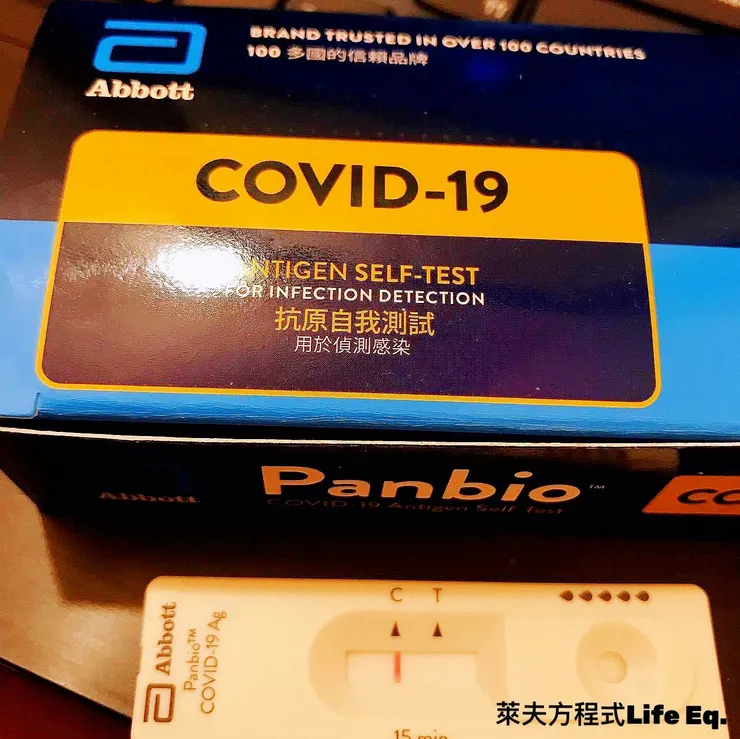 BRAND TRUSTED IN OVER 100 COUNTRIES
100 多國的信賴品牌
Abbott
COVID-19
ANTIGEN SELF-TEST
FOR INFECTION DETECTION
抗原自我測試
用於偵測感染
Abbott
Panbio™
CO
COVID-19 Antigen Self-Test
C T
Abbott
Panbio™
COVID-19 Ag
15 min
萊夫方程式Life Eq.